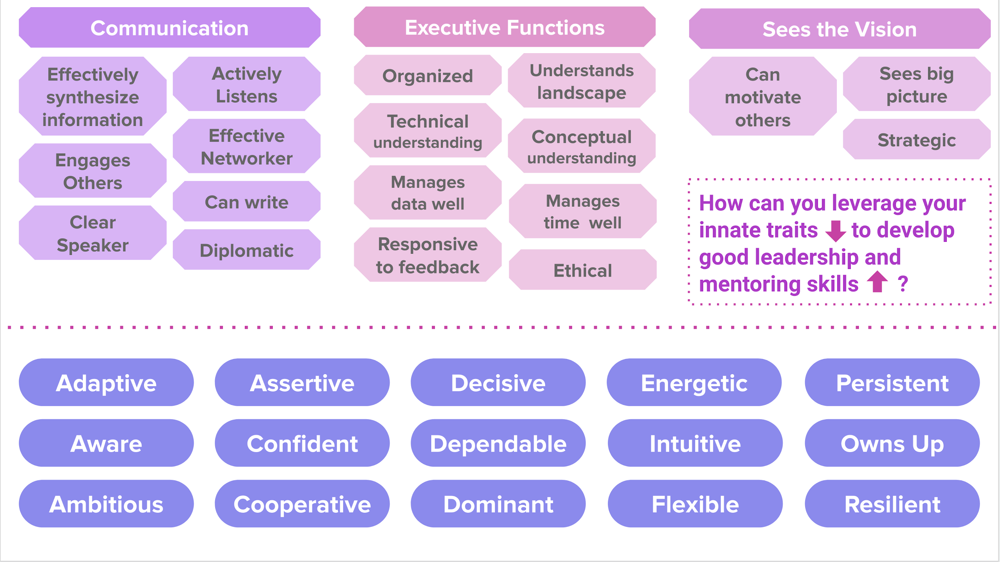 Communication
Effectively
synthesize
information
Engages
Others
Clear
Speaker
Actively
Listens
Effective
Networker
Can write
Diplomatic
Executive Functions
Organized
Technical
understanding
Manages
data well
Responsive
to feedback
Understands
landscape
Conceptual
understanding
Manages
time well
Ethical
Sees the Vision
Can
motivate
others
Sees big
picture
Strategic
How can you leverage your
innate traits to develop
good leadership and
mentoring skills ?
Adaptive
Assertive
Decisive
Energetic
Persistent
Aware
Confident
Dependable
Intuitive
Owns Up
Ambitious
Cooperative
Dominant
Flexible
Resilient